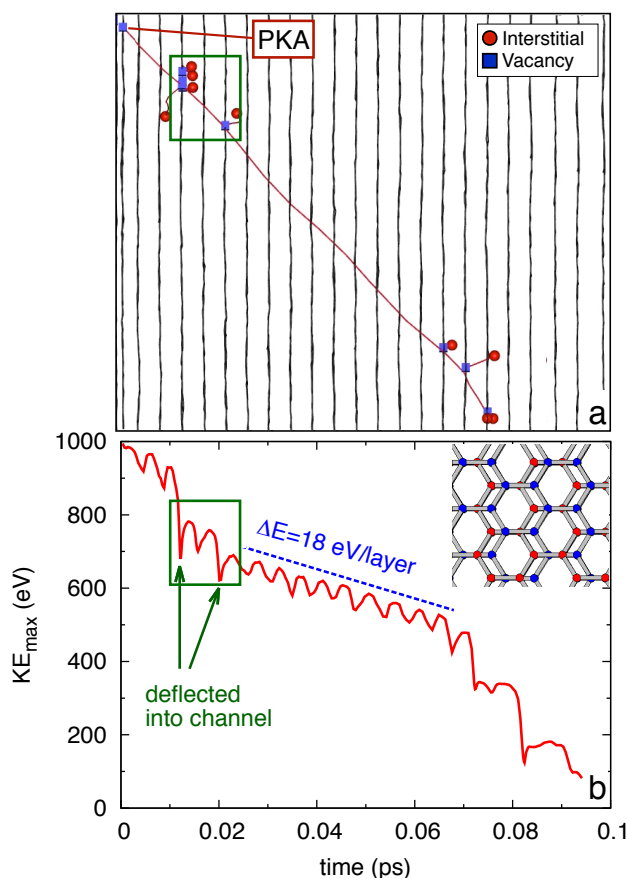 PKA
Interstitial
Vacancy
a
1000
800
600
400
200
0
KEmax (eV)
ΔE=18 eV/layer
deflected
into channel
b
0
0.02
0.04
0.06
0.08
0.1
time (ps)